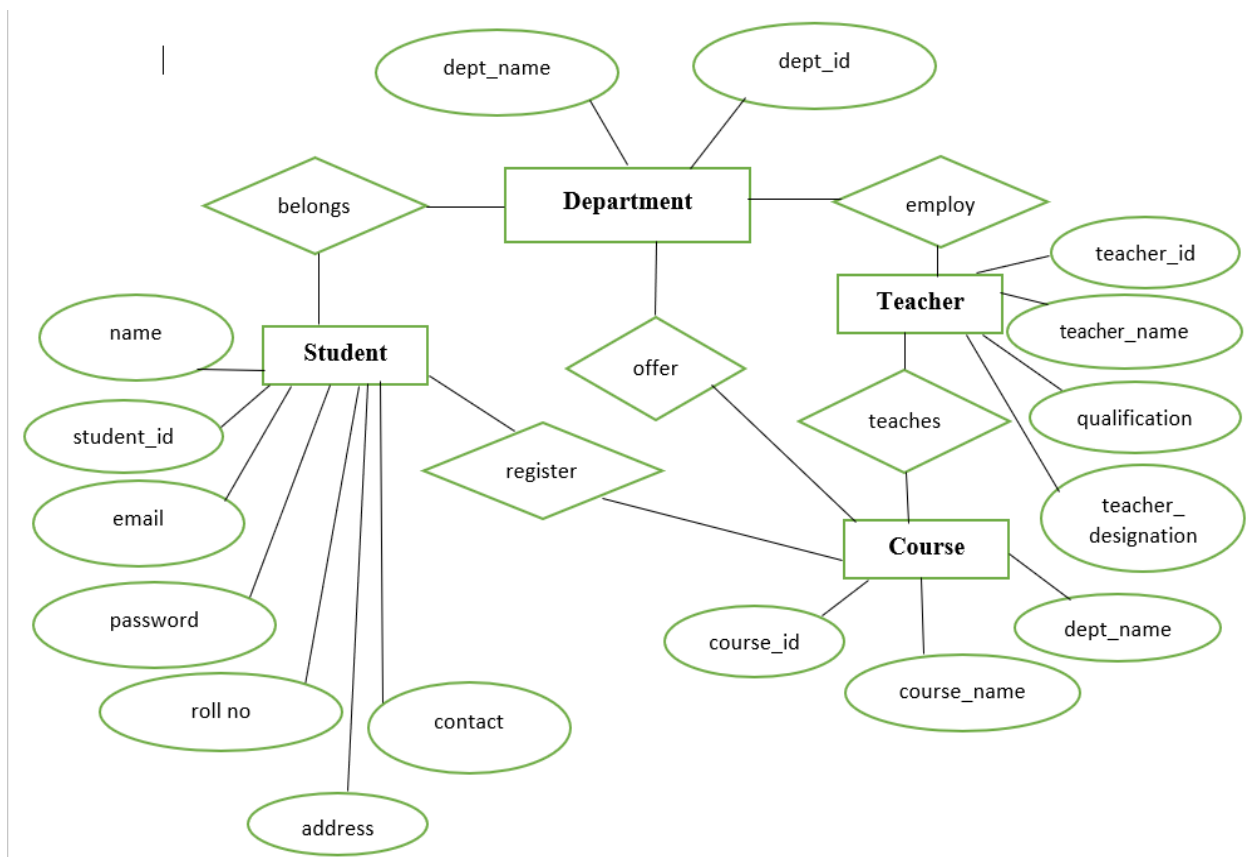 dept_name
dept_id
belongs
Department
employ
teacher_id
Teacher
teacher_name
name
Student
offer
qualification
teaches
student_id
register
email
teacher_
designation
Course
password
dept_name
course_id
course_name
roll no
contact
address